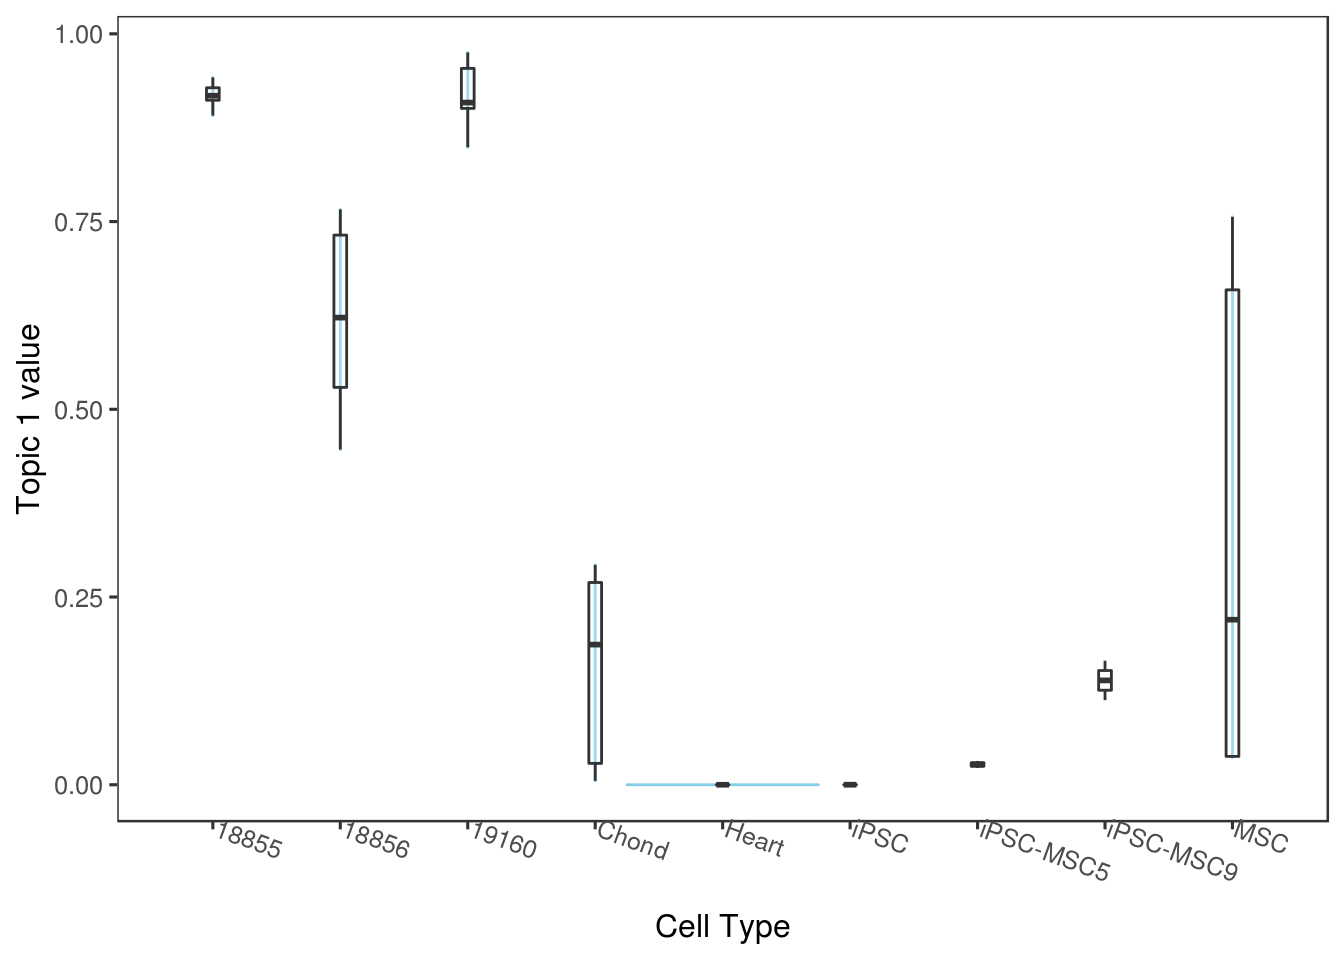 1.00
0.75
0.50
0.25
0.00
Topic 1 value
18855
18856
19160
Chond
Heart
iPSC
iPSC-MSC5
iPSC-MSC9
MSC
Cell Type